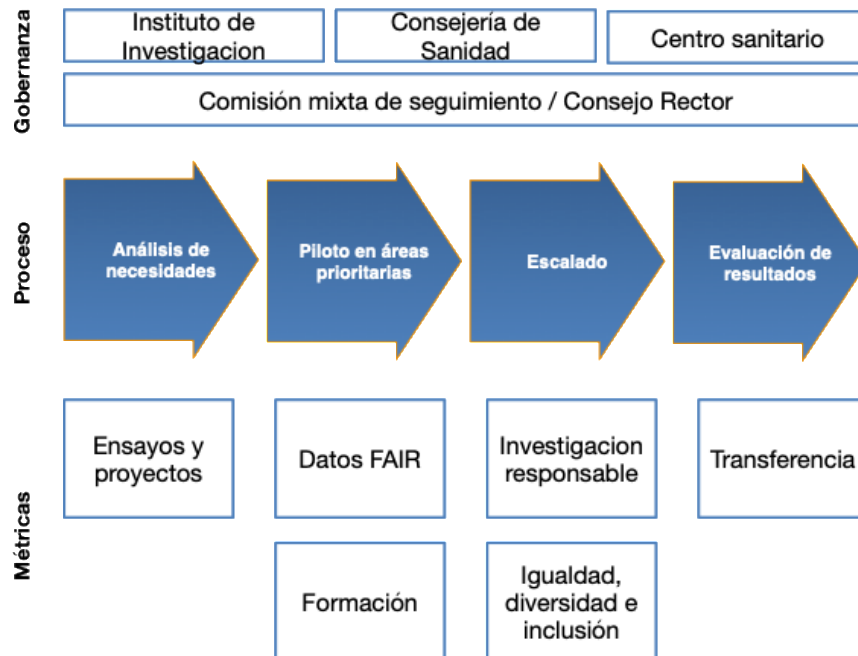 Gobernanza
Instituto de
Investigacion
Consejería de
Sanidad
Centro sanitario
Comisión mixta de seguimiento / Consejo Rector
Proceso
Análisis de
necesidades
Piloto en áreas
prioritarias
Escalado
Evaluación de
resultados
Métricas
Ensayos y
proyectos
Datos FAIR
Investigacion
responsable
Transferencia
Formación
Igualdad,
diversidad e
inclusión